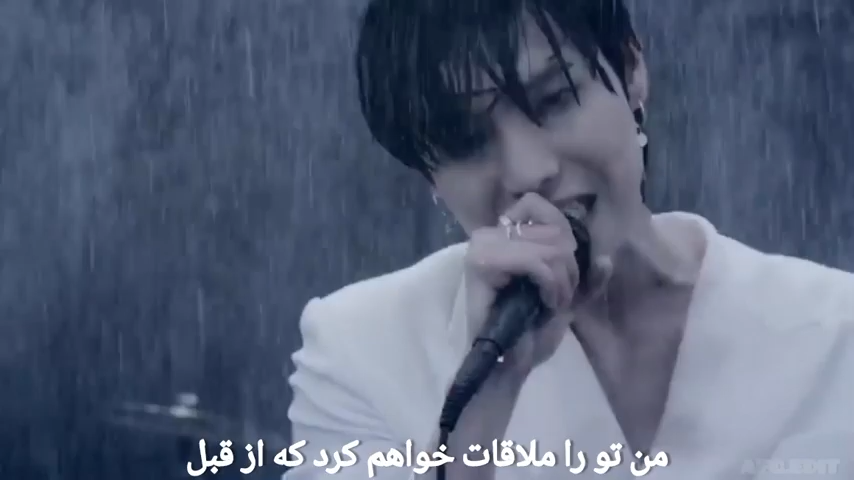 من تو را ملاقات خواهم کرد که از قبل